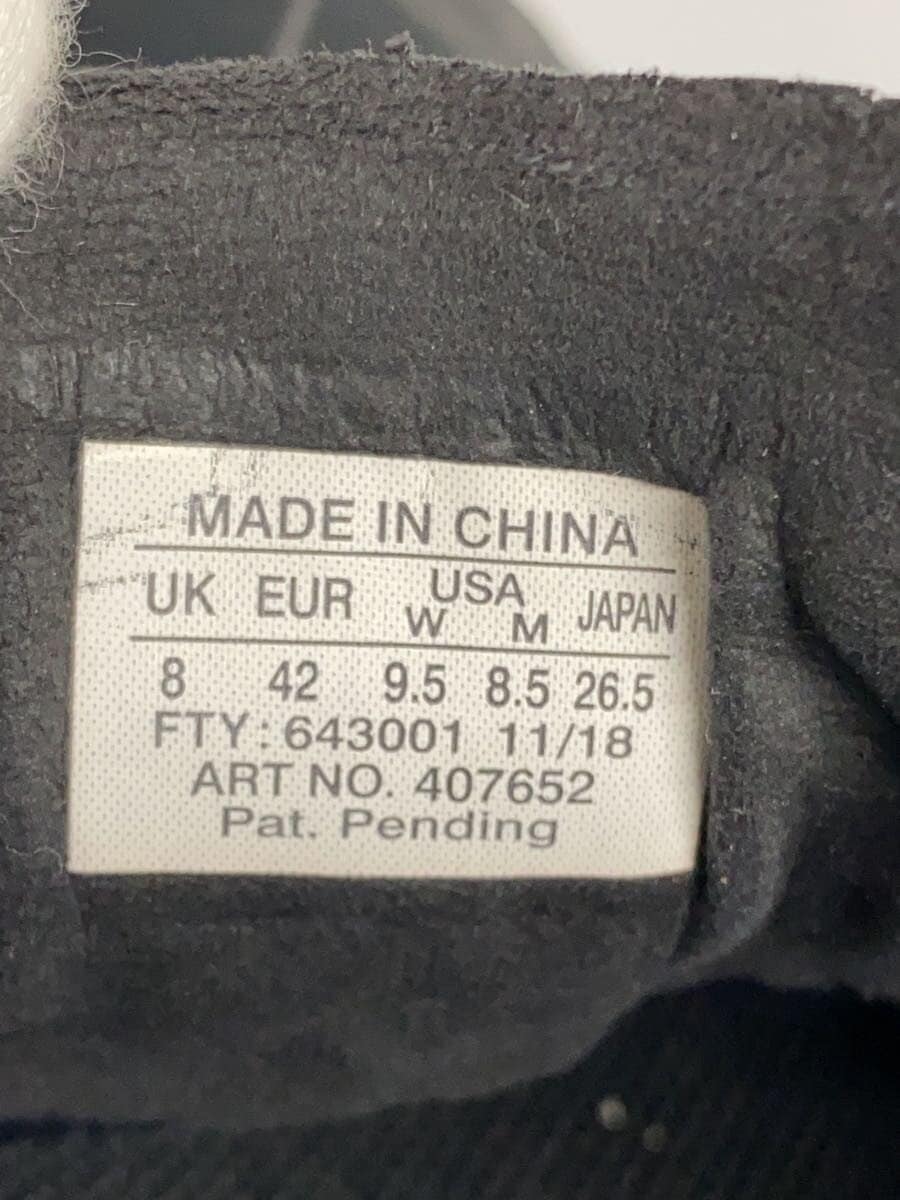 MADE IN CHINA
UK EUR USA JAPAN
W M
8 42 9.5 8.5 26.5
FTY: 643001 11/18
ART NO. 407652
Pat. Pending